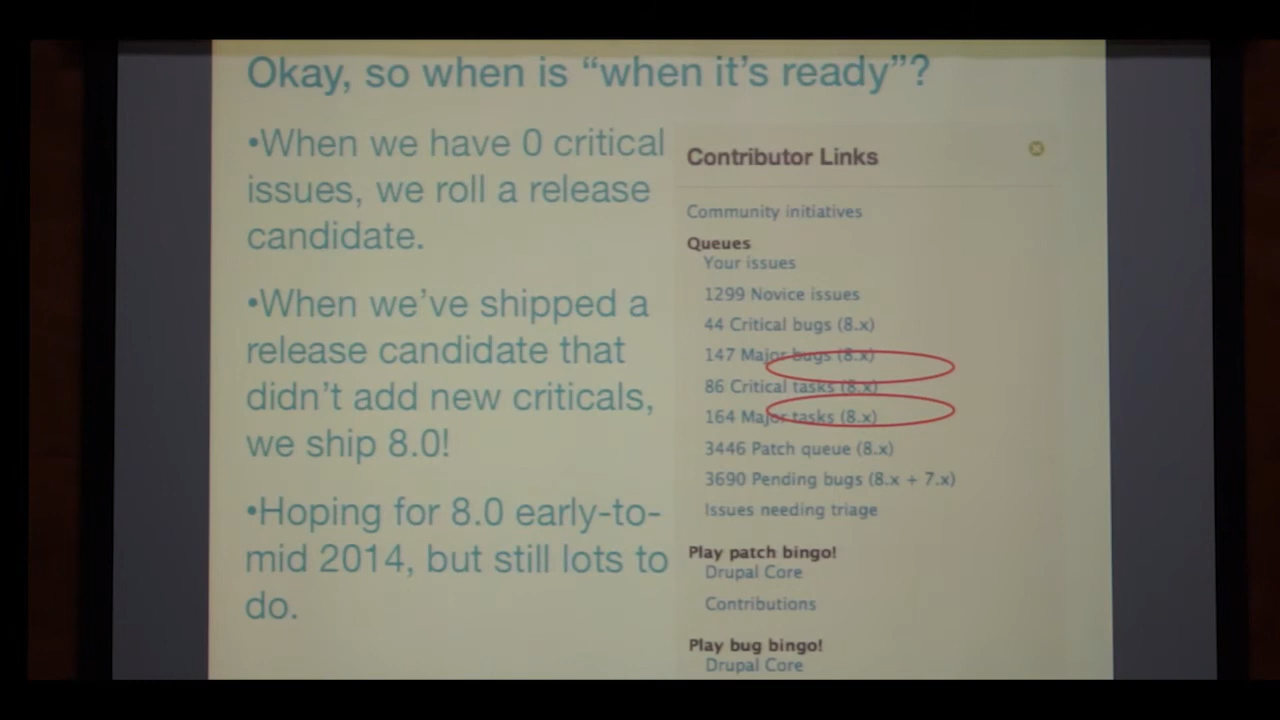 Okay, so when is “when it’s ready”?
•When we have 0 critical
issues, we roll a release
candidate.
•When we’ve shipped a
release candidate that
didn’t add new criticals,
we ship 8.0!
•Hoping for 8.0 early-to-
mid 2014, but still lots to
do.
Contributor Links
Community initiatives
Queues
Your issues
1299 Novice issues
44 Critical bugs (8.x)
147 Major bugs (8.x)
86 Critical tasks (8.x)
164 Major tasks (8.x)
3446 Patch queue (8.x)
3690 Pending bugs (8.x + 7.x)
Issues needing triage
Play patch bingo!
Drupal Core
Contributions
Play bug bingo!
Drupal Core